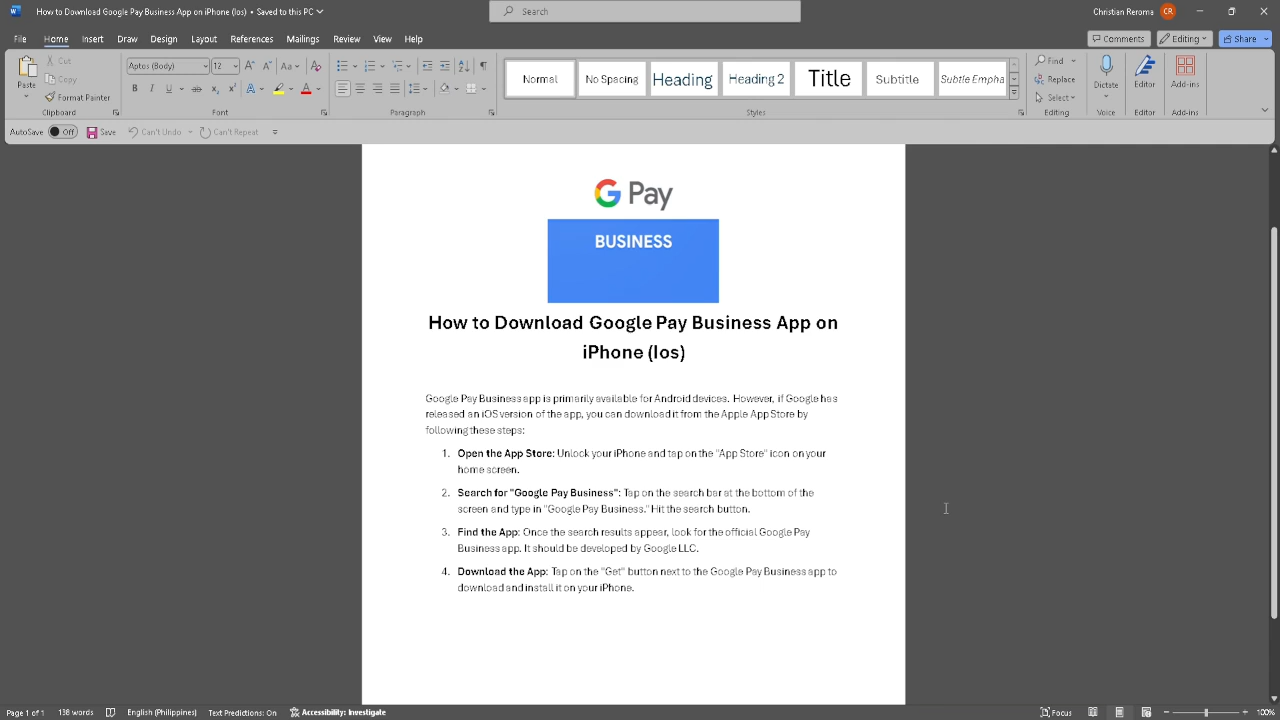 How to Download Google Pay Business App on iPhone (Ios) • Saved to this PC
Search
Christian Reroma CR
File Home Insert Draw Design Layout References Mailings Review View Help
Comments Editing Share
Paste
Cut
Copy
Format Painter
Clipboard
Aptos (Body) 12
Font
Paragraph
Normal No Spacing Heading Heading 2 Title Subtitle Subtle Empha
Styles
Find
Replace
Select
Editing
Dictate
Voice
Editor
Editor
Add-ins
Add-ins
AutoSave Off Save Can't Undo Can't Repeat
G Pay
BUSINESS
How to Download Google Pay Business App on
iPhone (Ios)
Google Pay Business app is primarily available for Android devices. However, if Google has
released an iOS version of the app, you can download it from the Apple App Store by
following these steps:
1. Open the App Store: Unlock your iPhone and tap on the "App Store" icon on your
home screen.
2. Search for "Google Pay Business": Tap on the search bar at the bottom of the
screen and type in "Google Pay Business." Hit the search button.
3. Find the App: Once the search results appear, look for the official Google Pay
Business app. It should be developed by Google LLC.
4. Download the App: Tap on the "Get" button next to the Google Pay Business app to
download and install it on your iPhone.
Page 1 of 1 138 words English (Philippines) Text Predictions: On Accessibility: Investigate Focus 100%